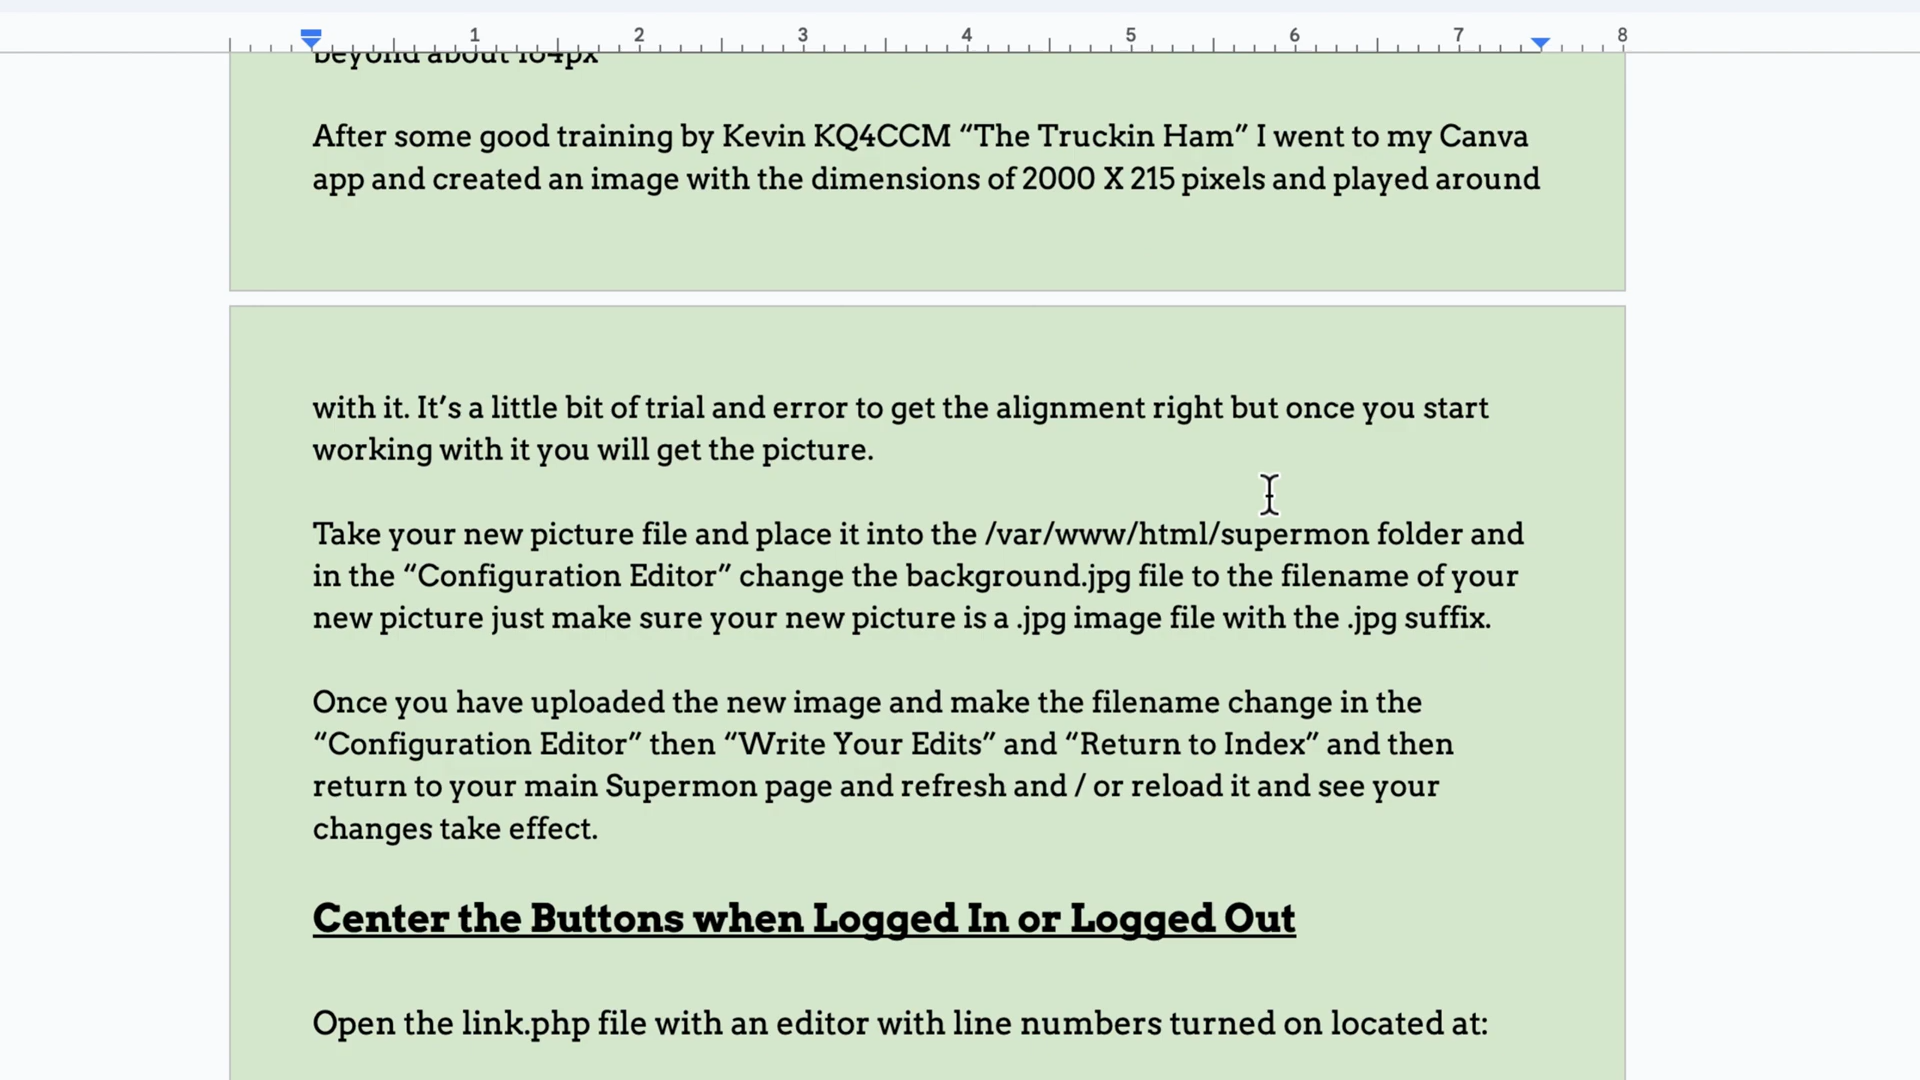 1 2 3 4 5 6 7 8
beyond about 164px
After some good training by Kevin KQ4CCM “The Truckin Ham” I went to my Canva
app and created an image with the dimensions of 2000 X 215 pixels and played around
with it. It’s a little bit of trial and error to get the alignment right but once you start
working with it you will get the picture.
Take your new picture file and place it into the /var/www/html/supermon folder and
in the “Configuration Editor” change the background.jpg file to the filename of your
new picture just make sure your new picture is a .jpg image file with the .jpg suffix.
Once you have uploaded the new image and make the filename change in the
“Configuration Editor” then “Write Your Edits” and “Return to Index” and then
return to your main Supermon page and refresh and / or reload it and see your
changes take effect.
Center the Buttons when Logged In or Logged Out
Open the link.php file with an editor with line numbers turned on located at: